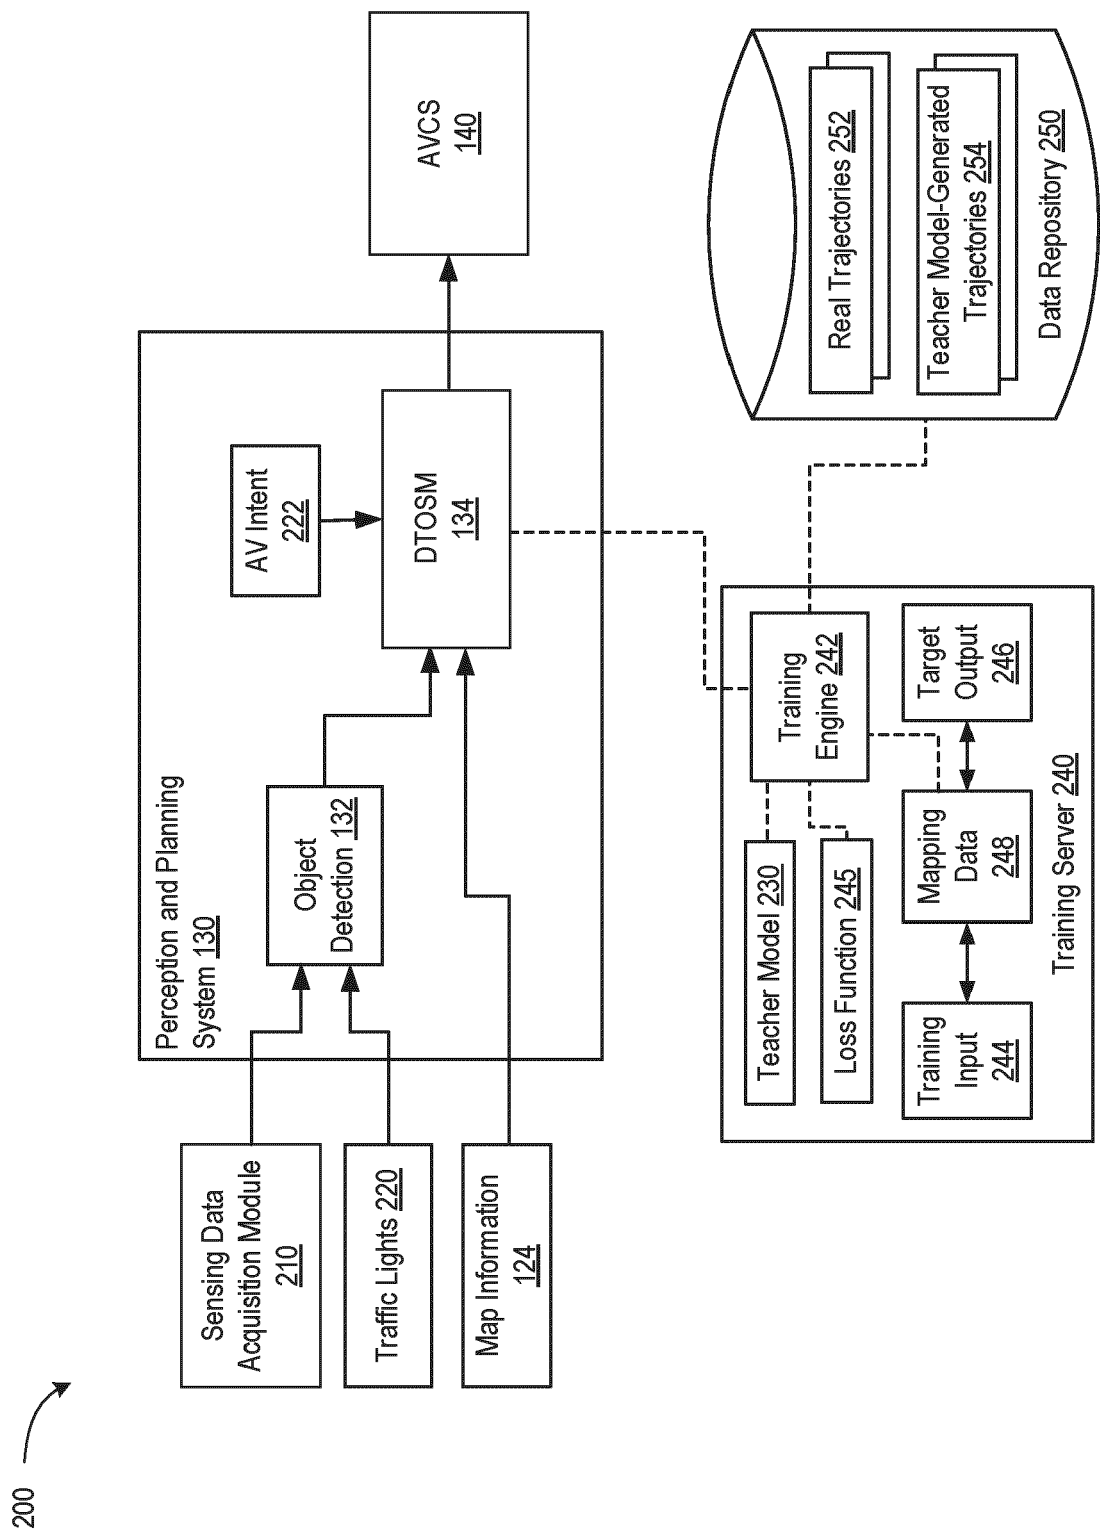 200
Sensing Data
Acquisition Module
210
Traffic Lights 220
Map Information
124
Perception and Planning
System 130
Object
Detection 132
AV Intent
222
DTOSM
134
AVCS
140
Teacher Model 230
Loss Function 245
Training
Engine 242
Training
Input
244
Mapping
Data
248
Target
Output
246
Training Server 240
Real Trajectories 252
Teacher Model-Generated
Trajectories 254
Data Repository 250